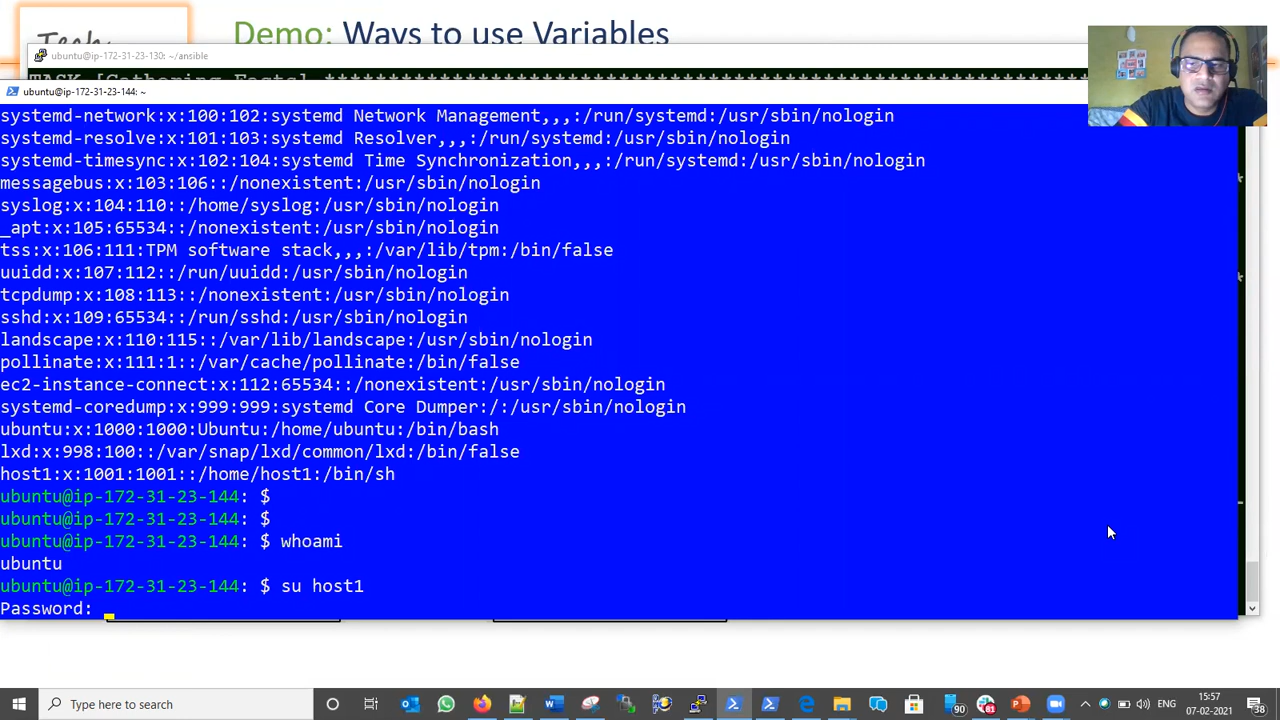 Tech
Demo: Ways to use Variables
ubuntu@ip-172-31-23-130: ~/ansible
TASK [Gathering Facts] ****************************************************************************
ubuntu@ip-172-31-23-144: ~
systemd-network:x:100:102:systemd Network Management,,,:/run/systemd:/usr/sbin/nologin
systemd-resolve:x:101:103:systemd Resolver,,,:/run/systemd:/usr/sbin/nologin
systemd-timesync:x:102:104:systemd Time Synchronization,,,:/run/systemd:/usr/sbin/nologin
messagebus:x:103:106::/nonexistent:/usr/sbin/nologin
syslog:x:104:110::/home/syslog:/usr/sbin/nologin
_apt:x:105:65534::/nonexistent:/usr/sbin/nologin
tss:x:106:111:TPM software stack,,,:/var/lib/tpm:/bin/false
uuidd:x:107:112::/run/uuidd:/usr/sbin/nologin
tcpdump:x:108:113::/nonexistent:/usr/sbin/nologin
sshd:x:109:65534::/run/sshd:/usr/sbin/nologin
landscape:x:110:115::/var/lib/landscape:/usr/sbin/nologin
pollinate:x:111:1::/var/cache/pollinate:/bin/false
ec2-instance-connect:x:112:65534::/nonexistent:/usr/sbin/nologin
systemd-coredump:x:999:999:systemd Core Dumper:/:/usr/sbin/nologin
ubuntu:x:1000:1000:Ubuntu:/home/ubuntu:/bin/bash
lxd:x:998:100::/var/snap/lxd/common/lxd:/bin/false
host1:x:1001:1001::/home/host1:/bin/sh
ubuntu@ip-172-31-23-144: $
ubuntu@ip-172-31-23-144: $
ubuntu@ip-172-31-23-144: $ whoami
ubuntu
ubuntu@ip-172-31-23-144: $ su host1
Password:
Type here to search
90
81
15:57
07-02-2021
38